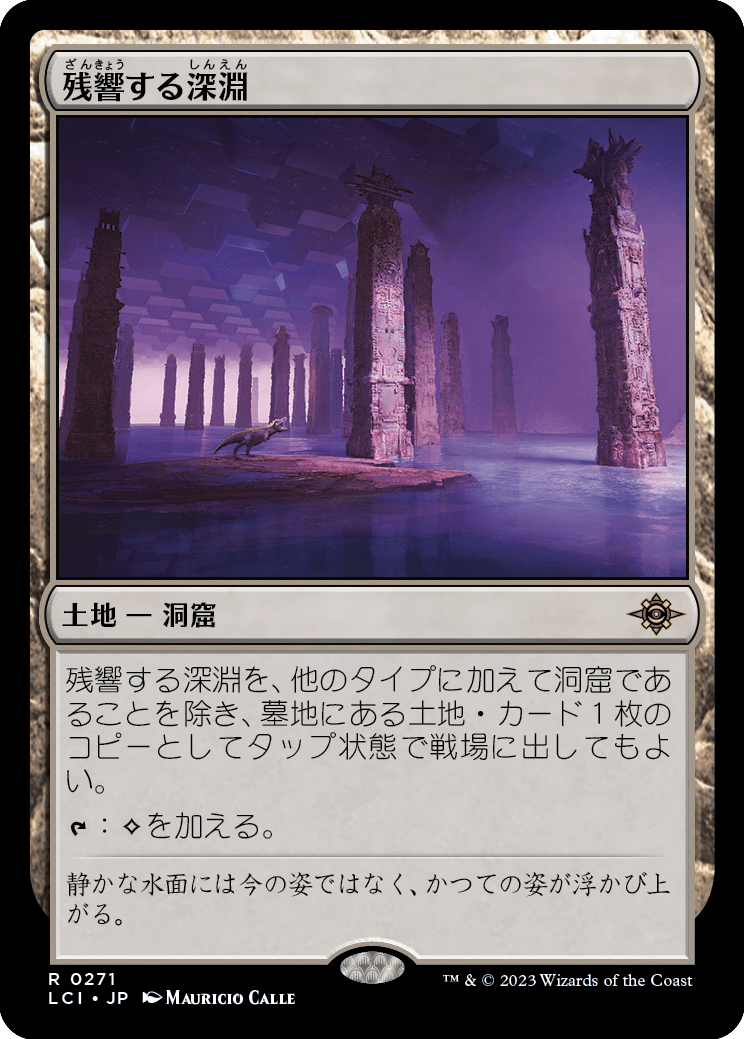 ざんきょう しんえん
残響する深淵
土地 — 洞窟
残響する深淵を、他のタイプに加えて洞窟であ
ることを除き、墓地にある土地・カード１枚の
コピーとしてタップ状態で戦場に出してもよ
い。
：を加える。
静かな水面には今の姿ではなく、かつての姿が浮かび上
がる。
R 0271
LCI • JP Mauricio Calle
™ & © 2023 Wizards of the Coast